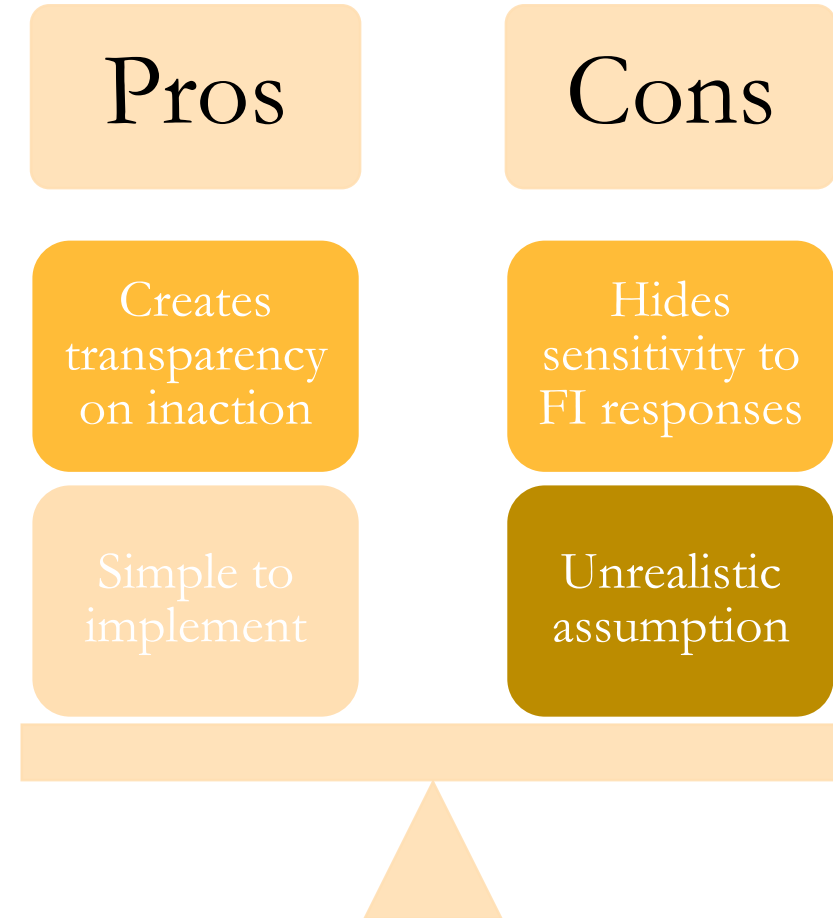 Pros
Cons
Creates
transparency
on inaction
Hides
sensitivity to
FI responses
Simple to
implement
Unrealistic
assumption